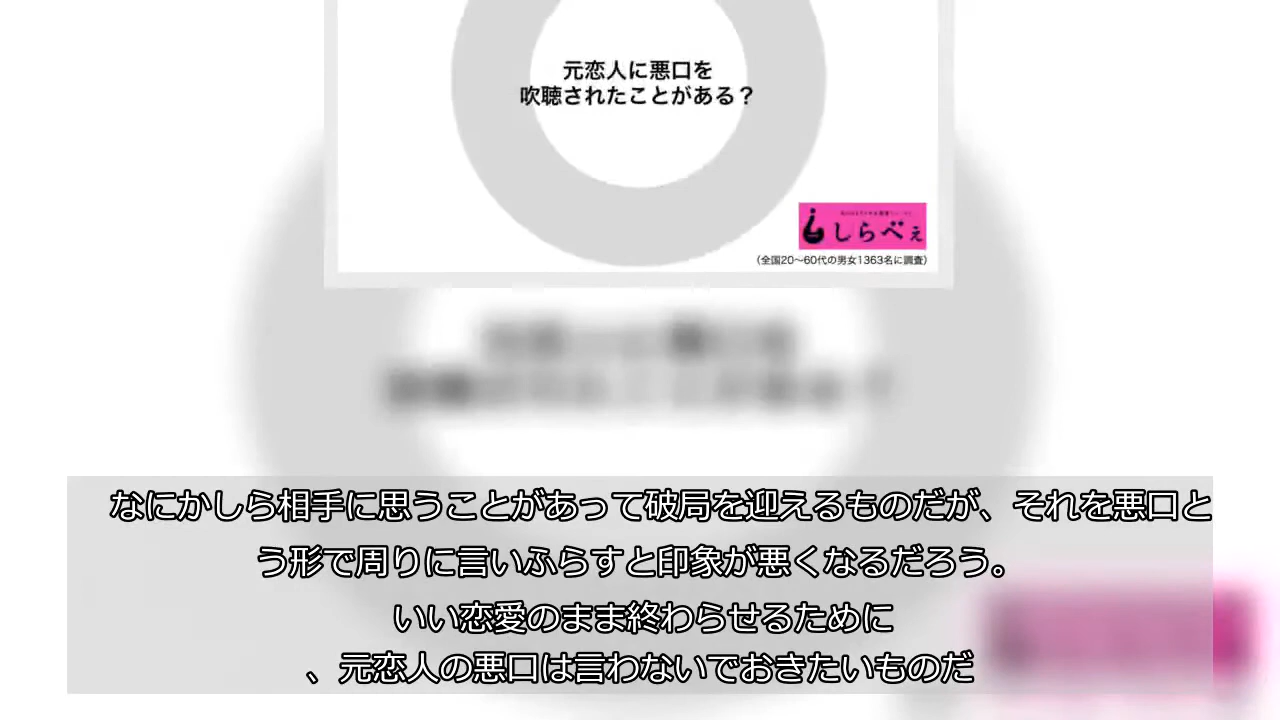 元恋人に悪口を
吹聴されたことがある？
しらべぇ
（全国20〜60代の男女1363名に調査）
なにかしら相手に思うことがあって破局を迎えるものだが、それを悪口と
う形で周りに言いふらすと印象が悪くなるだろう。
いい恋愛のまま終わらせるために
、元恋人の悪口は言わないでおきたいものだ